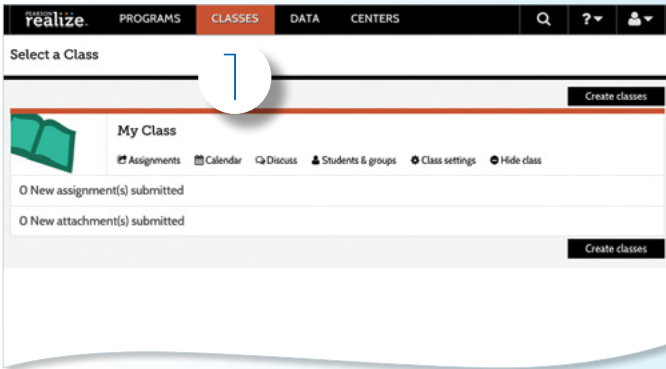 PEARSON realize. PROGRAMS CLASSES DATA CENTERS ?
Select a Class
1
Create classes
My Class
Assignments Calendar Discuss Students & groups Class settings Hide class
0 New assignment(s) submitted
0 New attachment(s) submitted
Create classes